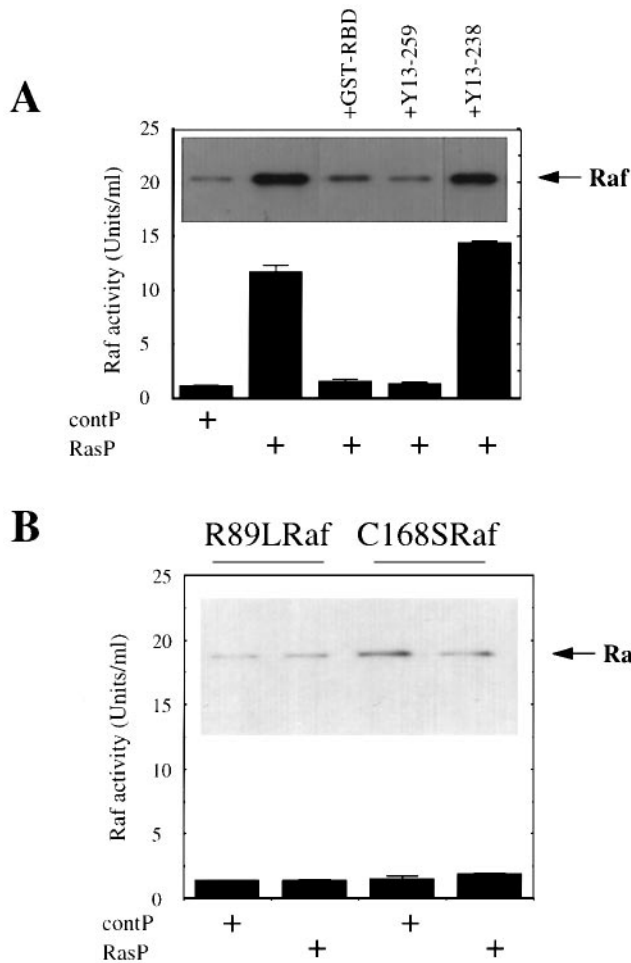 A
+GST-RBD
+Y13-259
+Y13-238
Raf activity (Units/ml)
25
20
15
10
5
0
Raf
contP +
RasP + + + +
B
R89LRaf C168SRaf
Raf activity (Units/ml)
25
20
15
10
5
0
Ra
contP + +
RasP + +